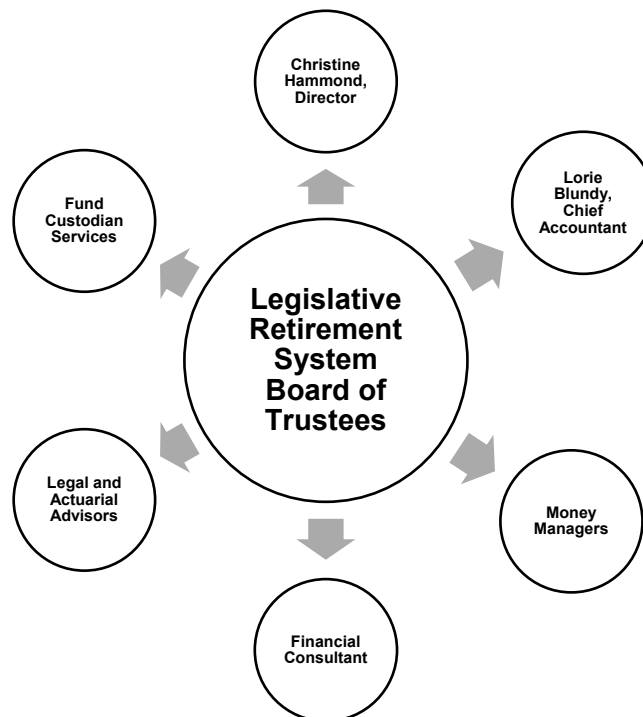 Christine
Hammond,
Director
Lorie
Blundy,
Chief
Accountant
Fund
Custodian
Services
Legislative
Retirement
System
Board of
Trustees
Legal and
Actuarial
Advisors
Money
Managers
Financial
Consultant